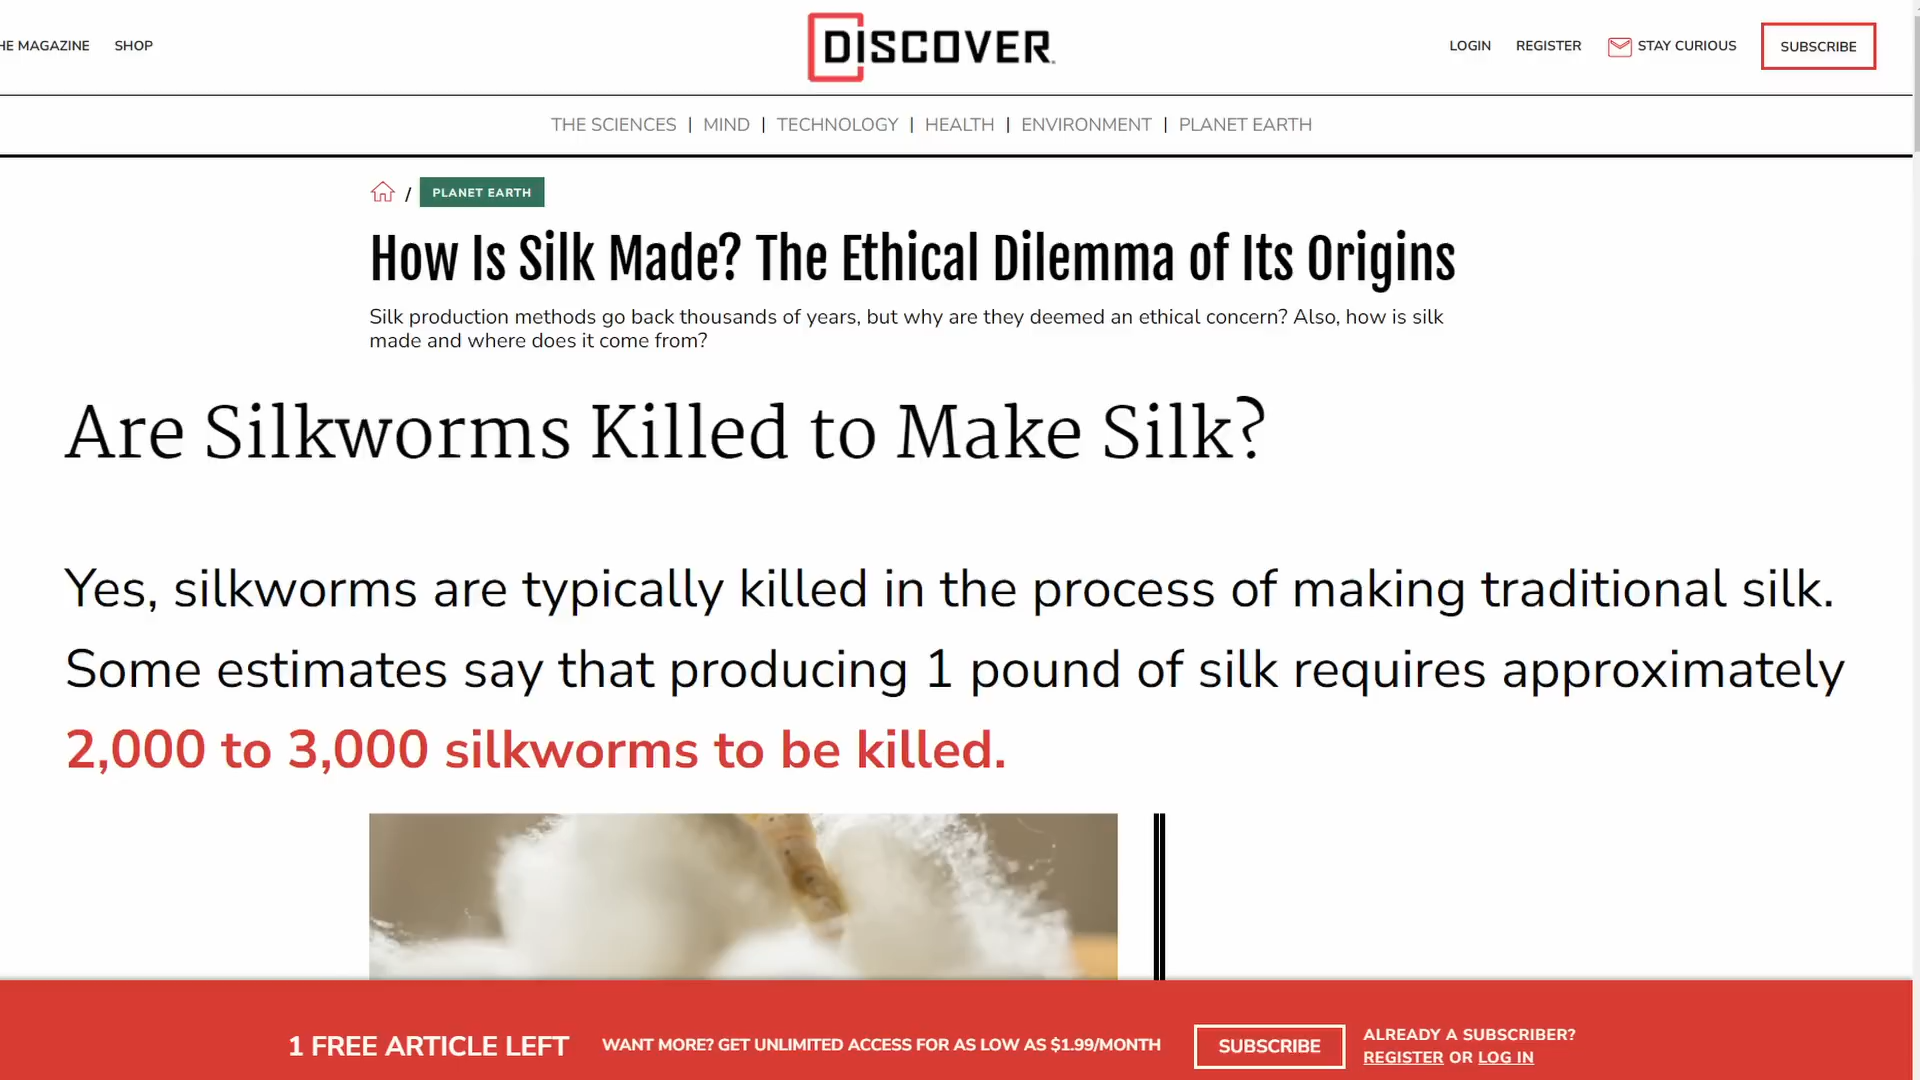 HE MAGAZINE SHOP DISCOVER LOGIN REGISTER STAY CURIOUS SUBSCRIBE
THE SCIENCES | MIND | TECHNOLOGY | HEALTH | ENVIRONMENT | PLANET EARTH
/ PLANET EARTH
How Is Silk Made? The Ethical Dilemma of Its Origins
Silk production methods go back thousands of years, but why are they deemed an ethical concern? Also, how is silk
made and where does it come from?
Are Silkworms Killed to Make Silk?
Yes, silkworms are typically killed in the process of making traditional silk.
Some estimates say that producing 1 pound of silk requires approximately
2,000 to 3,000 silkworms to be killed.
1 FREE ARTICLE LEFT WANT MORE? GET UNLIMITED ACCESS FOR AS LOW AS $1.99/MONTH SUBSCRIBE ALREADY A SUBSCRIBER?
REGISTER OR LOG IN